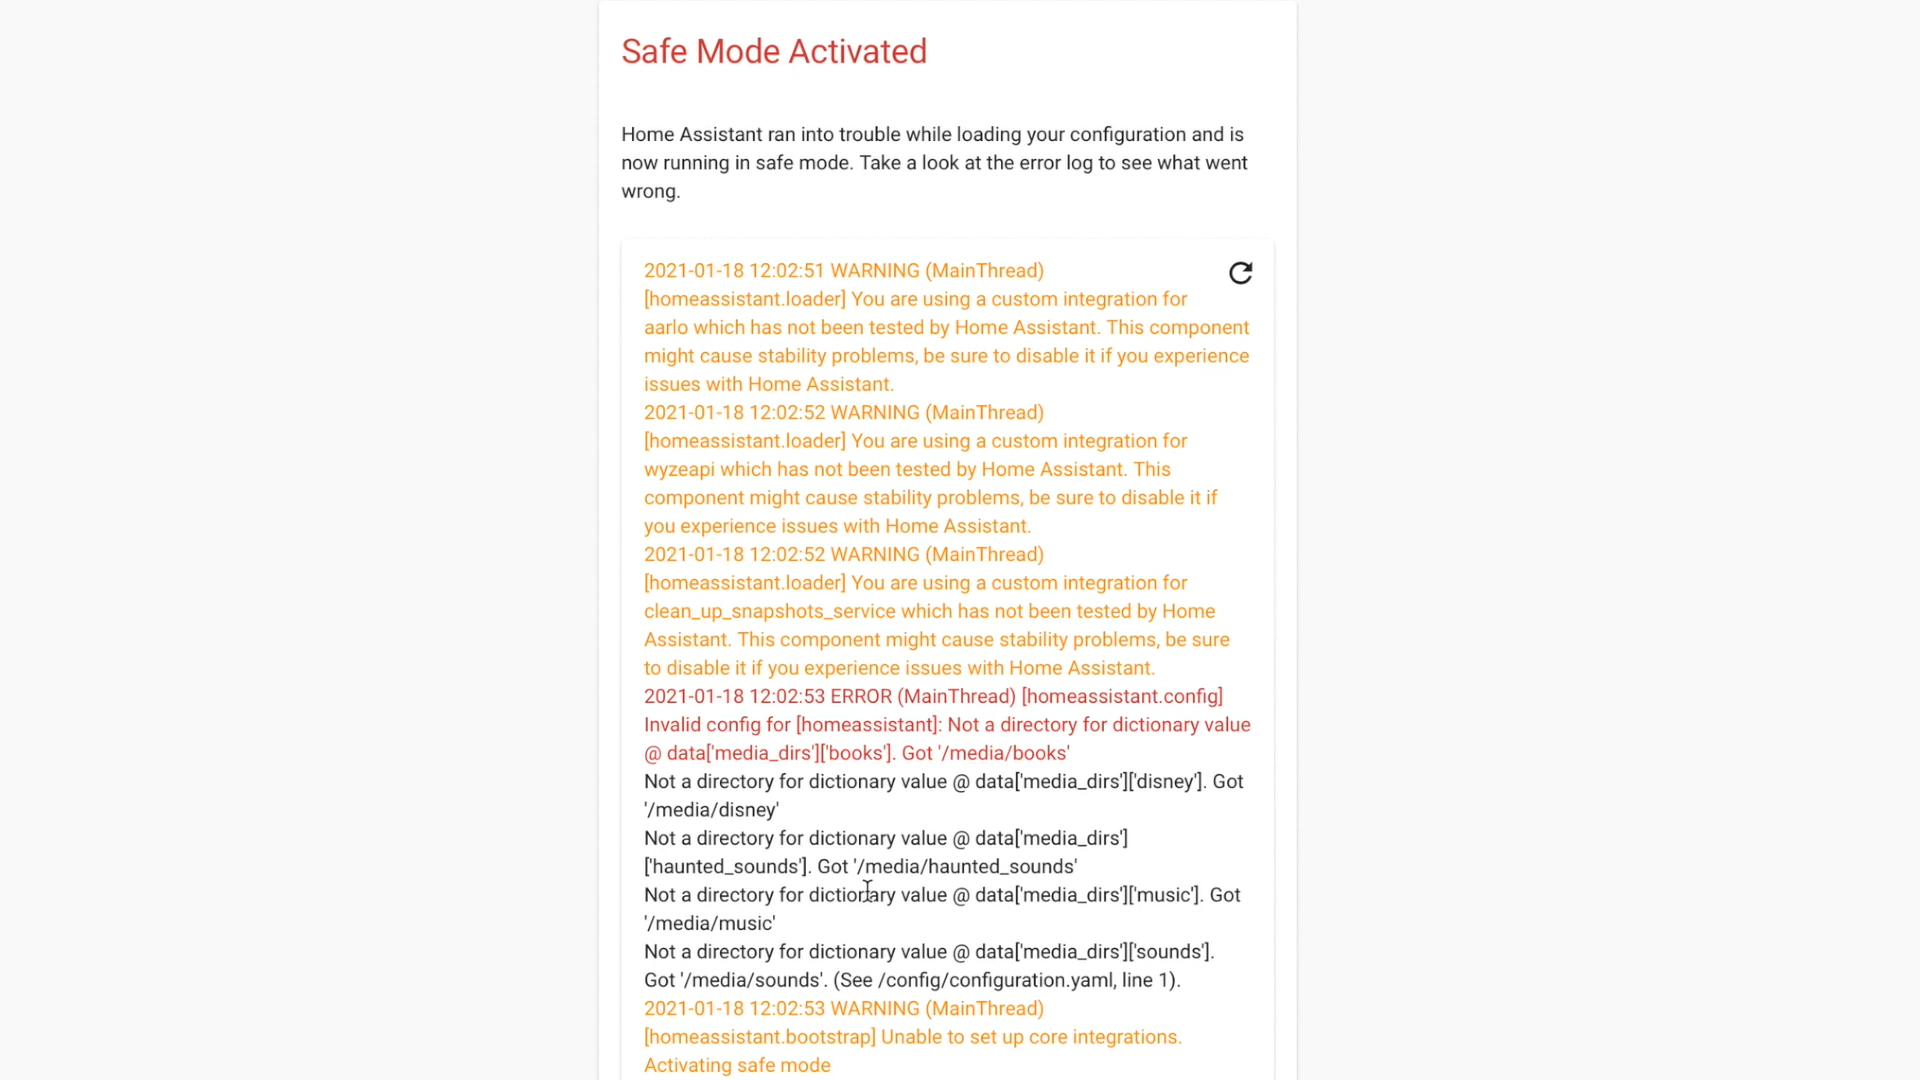 Safe Mode Activated
Home Assistant ran into trouble while loading your configuration and is
now running in safe mode. Take a look at the error log to see what went
wrong.
2021-01-18 12:02:51 WARNING (MainThread)
[homeassistant.loader] You are using a custom integration for
aarlo which has not been tested by Home Assistant. This component
might cause stability problems, be sure to disable it if you experience
issues with Home Assistant.
2021-01-18 12:02:52 WARNING (MainThread)
[homeassistant.loader] You are using a custom integration for
wyzeapi which has not been tested by Home Assistant. This
component might cause stability problems, be sure to disable it if
you experience issues with Home Assistant.
2021-01-18 12:02:52 WARNING (MainThread)
[homeassistant.loader] You are using a custom integration for
clean_up_snapshots_service which has not been tested by Home
Assistant. This component might cause stability problems, be sure
to disable it if you experience issues with Home Assistant.
2021-01-18 12:02:53 ERROR (MainThread) [homeassistant.config]
Invalid config for [homeassistant]: Not a directory for dictionary value
@ data['media_dirs']['books']. Got '/media/books'
Not a directory for dictionary value @ data['media_dirs']['disney']. Got
'/media/disney'
Not a directory for dictionary value @ data['media_dirs']
['haunted_sounds']. Got '/media/haunted_sounds'
Not a directory for dictionary value @ data['media_dirs']['music']. Got
'/media/music'
Not a directory for dictionary value @ data['media_dirs']['sounds'].
Got '/media/sounds'. (See /config/configuration.yaml, line 1).
2021-01-18 12:02:53 WARNING (MainThread)
[homeassistant.bootstrap] Unable to set up core integrations.
Activating safe mode